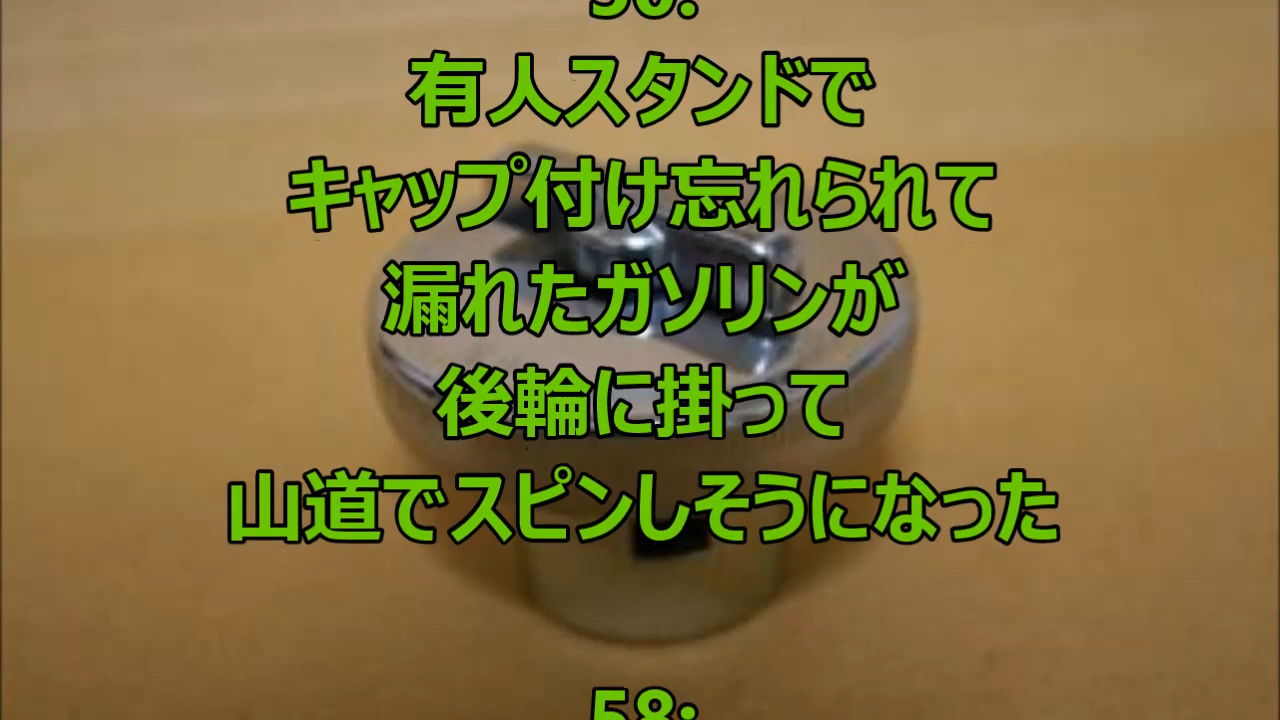 有人スタンドで
キャップ付け忘れられて
漏れたガソリンが
後輪に掛って
山道でスピンしそうになった
58: